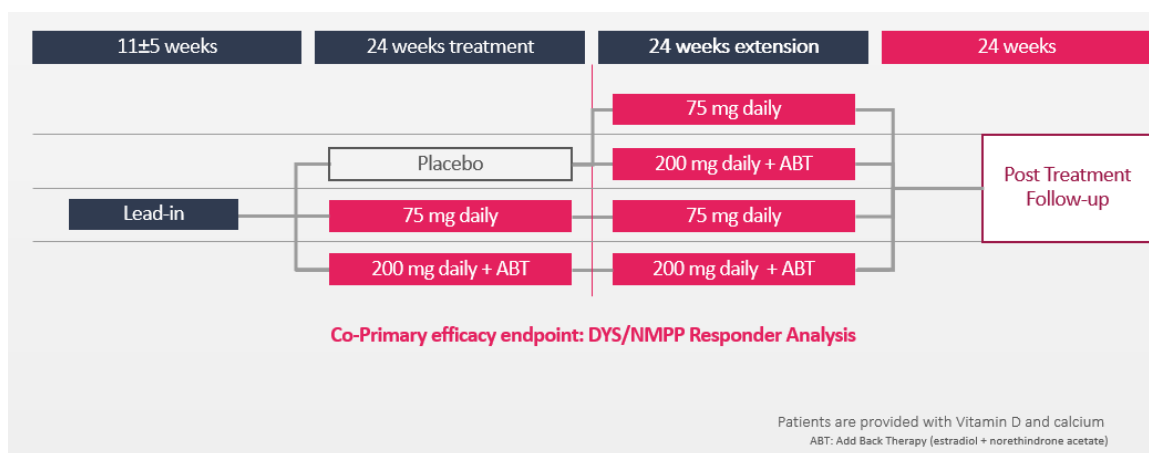 11±5 weeks
24 weeks treatment
24 weeks extension
24 weeks
75 mg daily
Placebo
200 mg daily + ABT
Post Treatment
Follow-up
Lead-in
75 mg daily
75 mg daily
200 mg daily + ABT
200 mg daily + ABT
Co-Primary efficacy endpoint: DYS/NMPP Responder Analysis
Patients are provided with Vitamin D and calcium
ABT: Add Back Therapy (estradiol + norethindrone acetate)